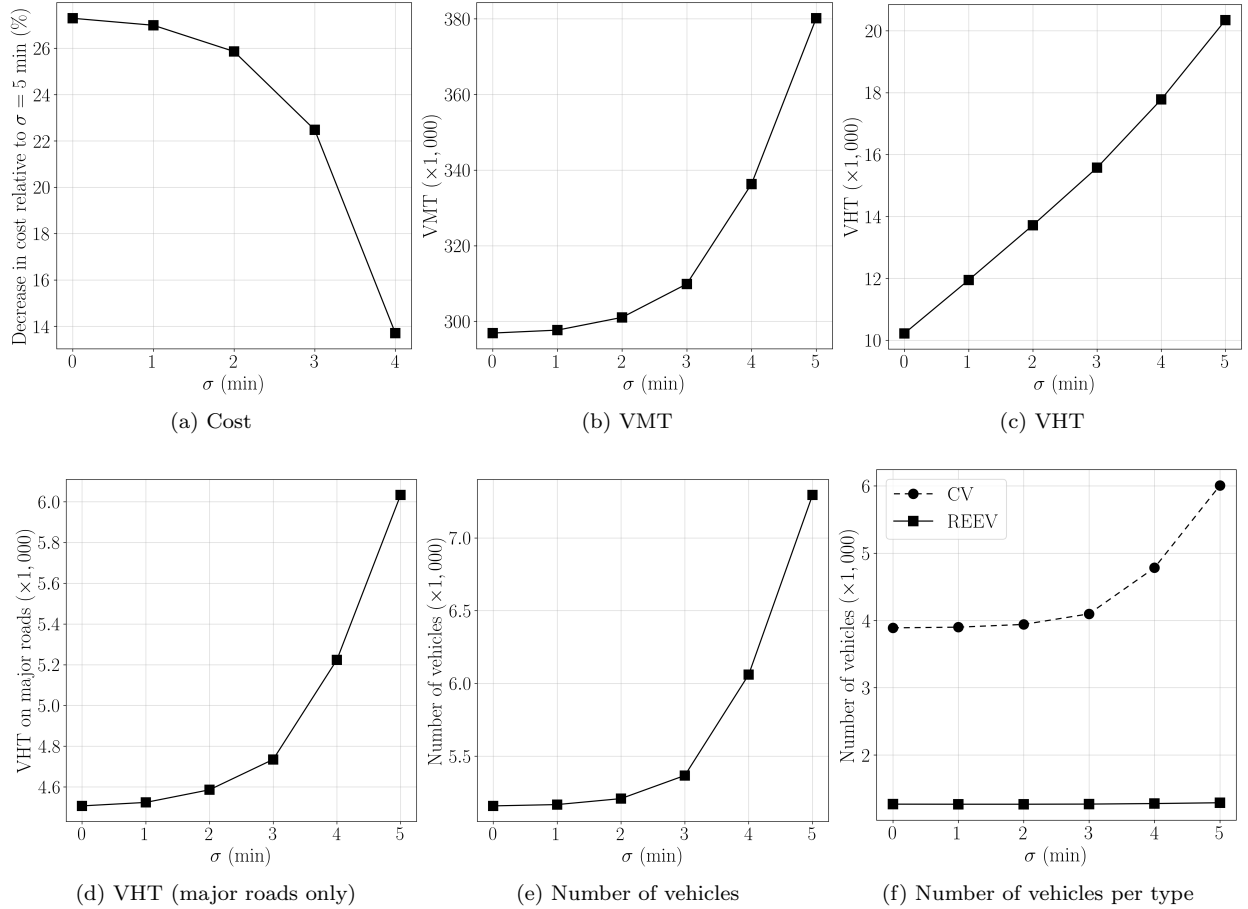 Decrease in cost relative to σ = 5 min (%)
26
24
22
20
18
16
14
0 1 2 3 4
σ (min)
(a) Cost
VMT (×1,000)
380
360
340
320
300
0 1 2 3 4 5
σ (min)
(b) VMT
VHT (×1,000)
20
18
16
14
12
10
0 1 2 3 4 5
σ (min)
(c) VHT
VHT on major roads (×1,000)
6.0
5.8
5.6
5.4
5.2
5.0
4.8
4.6
0 1 2 3 4 5
σ (min)
(d) VHT (major roads only)
Number of vehicles (×1,000)
7.0
6.5
6.0
5.5
0 1 2 3 4 5
σ (min)
(e) Number of vehicles
Number of vehicles (×1,000)
6
5
4
3
2
CV
REEV
0 1 2 3 4 5
σ (min)
(f) Number of vehicles per type